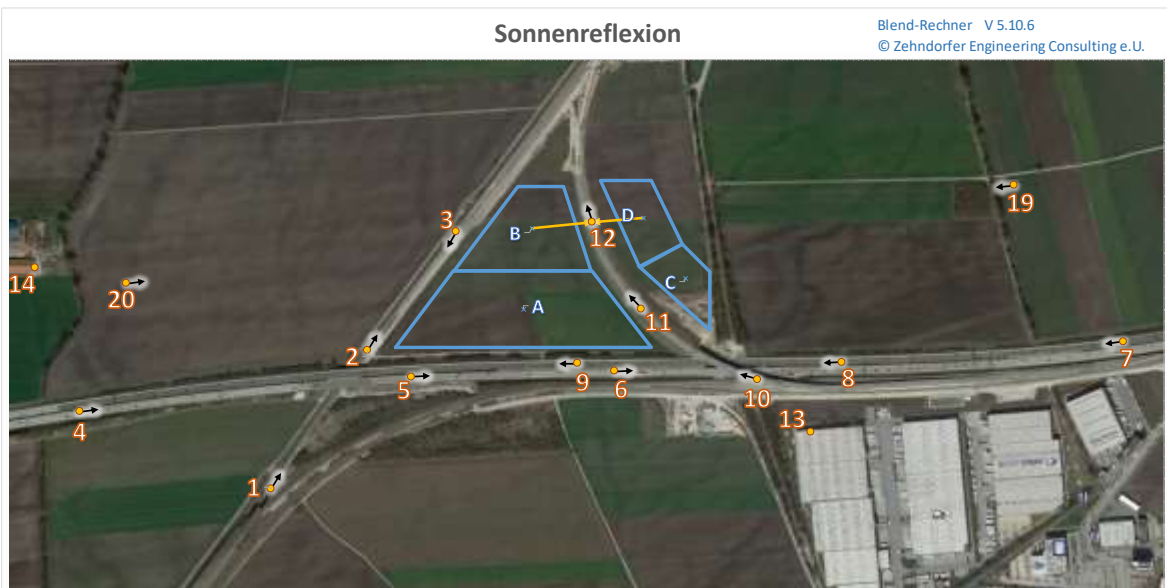 Sonnenreflexion
Blend-Rechner V 5.10.6
© Zehndorfer Engineering Consulting e.U.
19
3
B
D
12
14
20
C
A
11
2
7
5
9
6
8
10
4
13
1